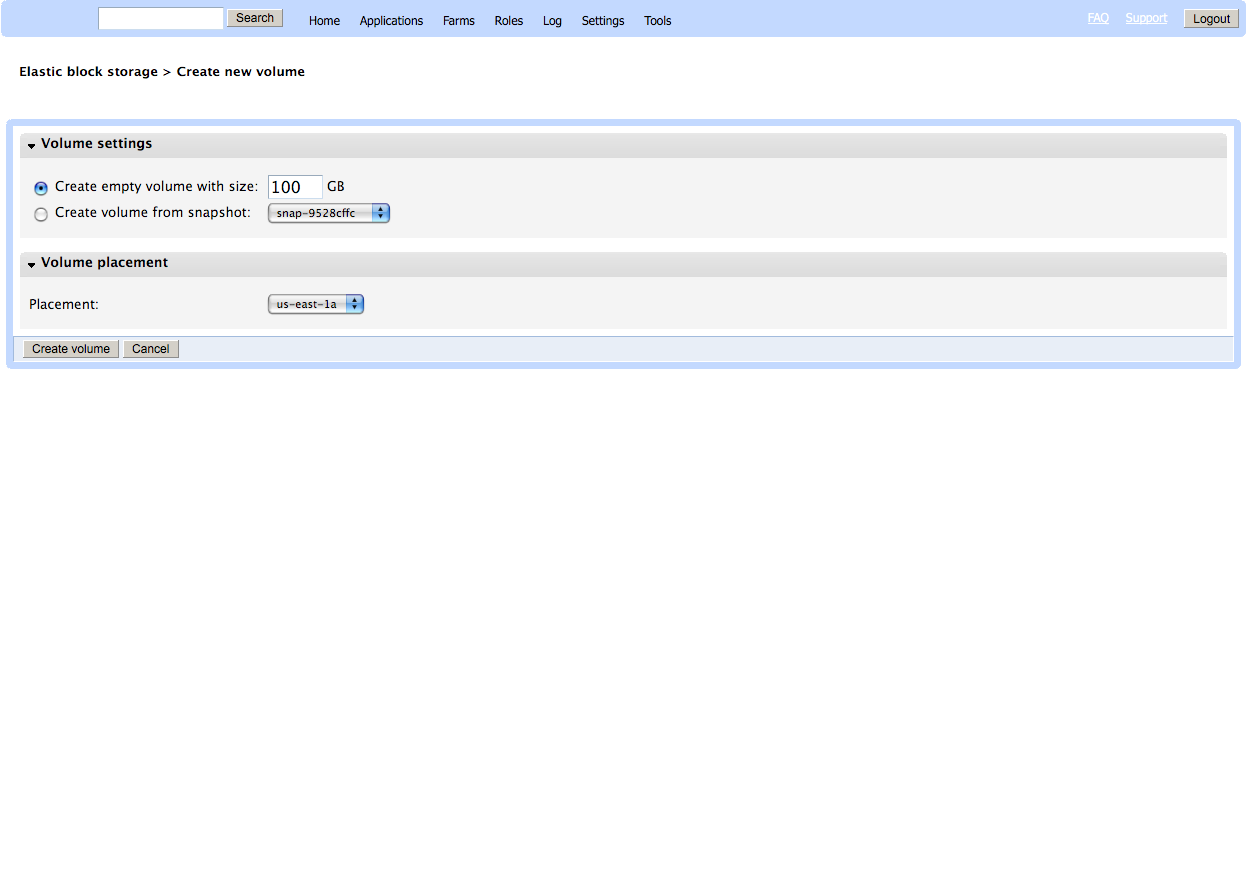 Search Home Applications Farms Roles Log Settings Tools FAQ Support Logout
Elastic block storage > Create new volume
Volume settings
Create empty volume with size: 100 GB
Create volume from snapshot: snap-9528cffc
Volume placement
Placement: us-east-1a
Create volume Cancel